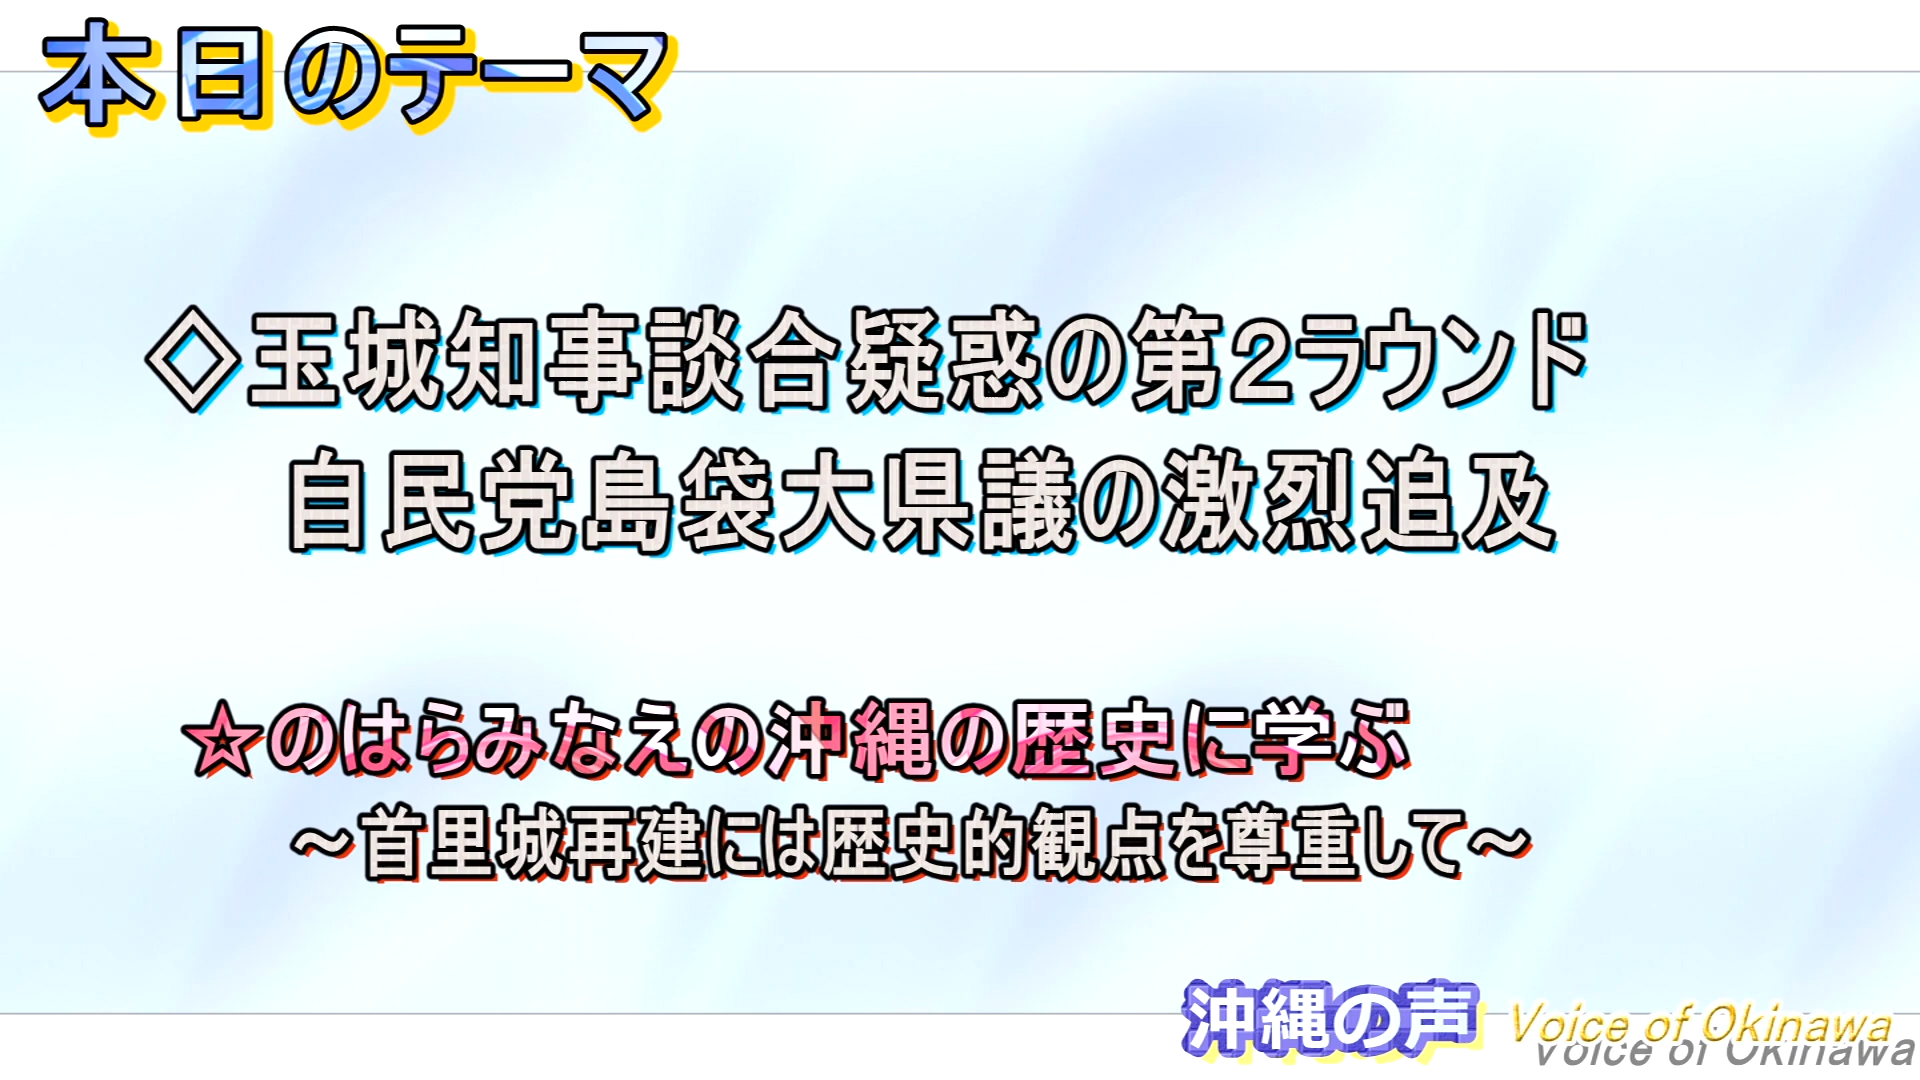 本日のテーマ
◇玉城知事談合疑惑の第2ラウンド
自民党島袋大県議の激烈追及
☆のはらみなえの沖縄の歴史に学ぶ
～首里城再建には歴史的観点を尊重して～
沖縄の声 Voice of Okinawa